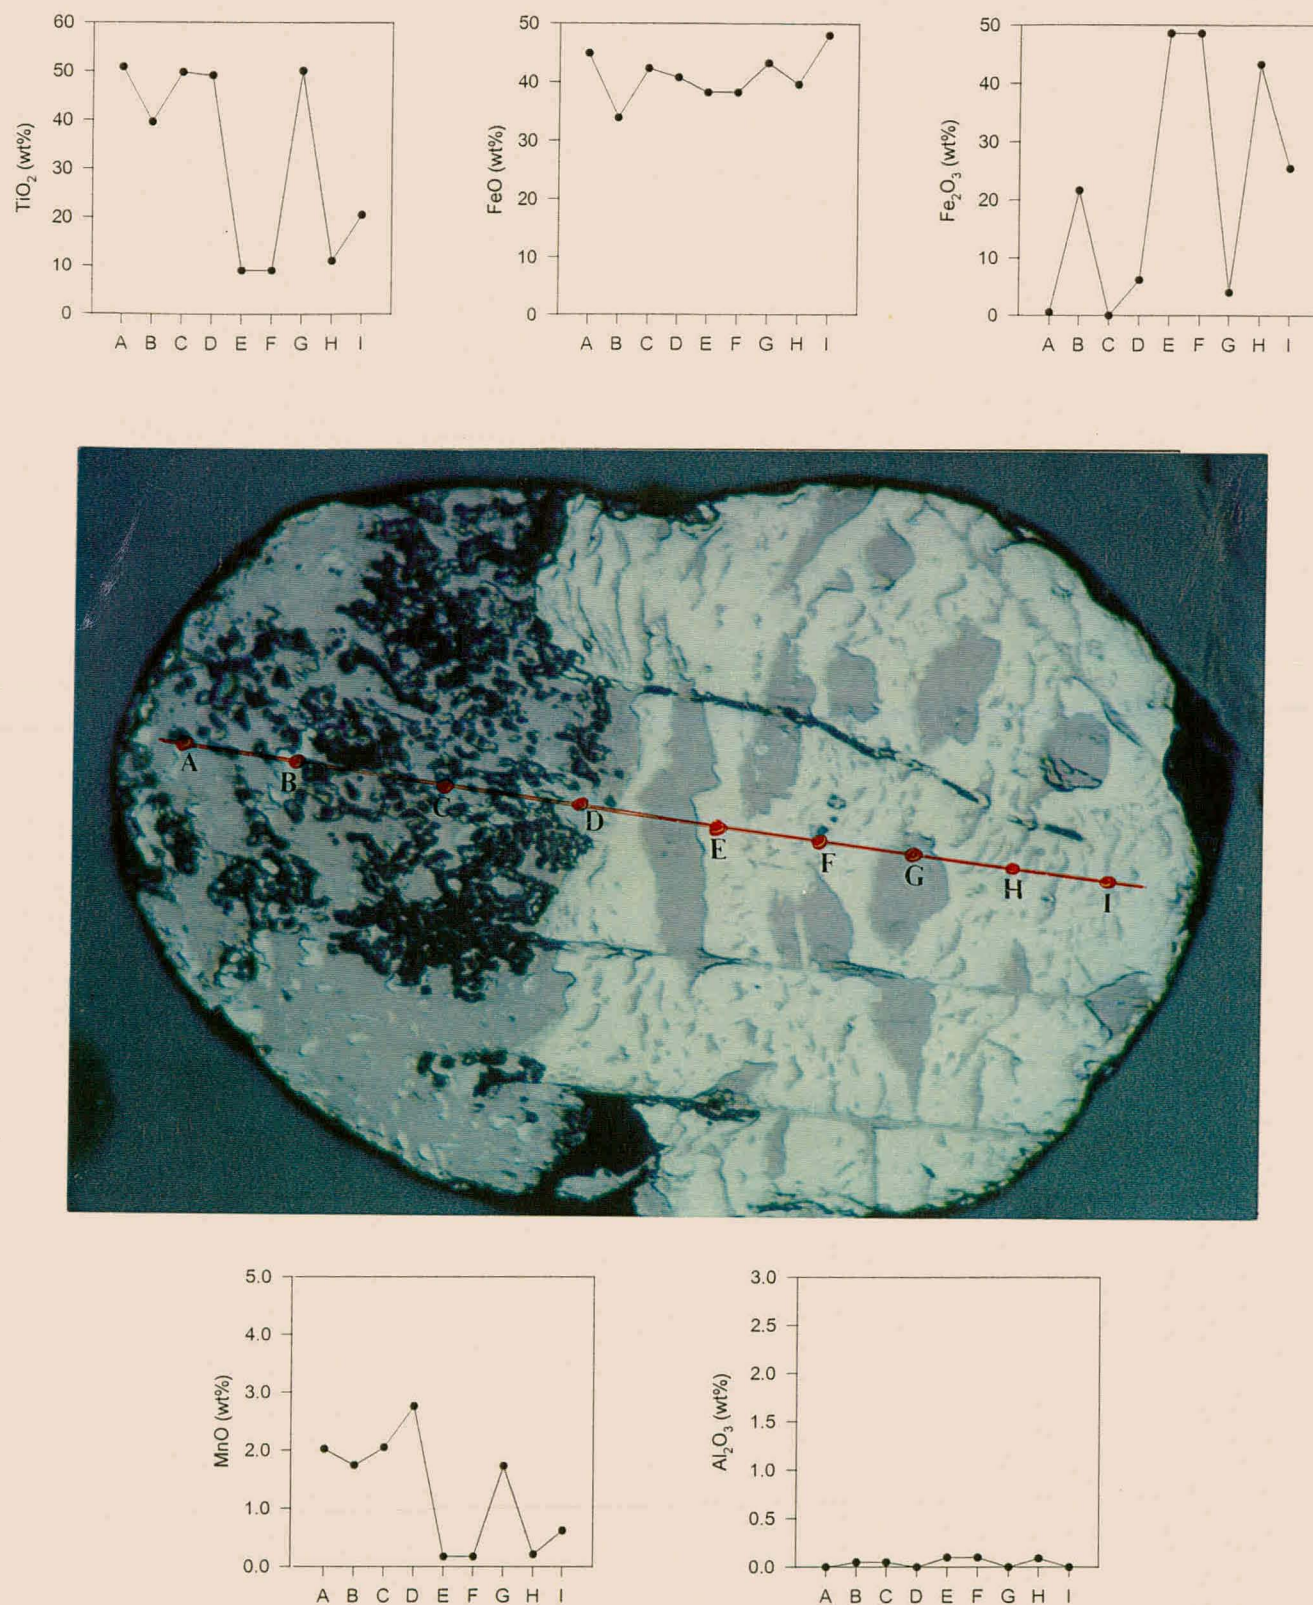 TiO2 (wt%)
60
50
40
30
20
10
0
A B C D E F G H I
FeO (wt%)
50
40
30
20
10
0
A B C D E F G H I
Fe2O3 (wt%)
50
40
30
20
10
0
A B C D E F G H I
A
B
C
D
E
F
G
H
I
MnO (wt%)
5.0
4.0
3.0
2.0
1.0
0.0
A B C D E F G H I
Al2O3 (wt%)
3.0
2.5
2.0
1.5
1.0
0.5
0.0
A B C D E F G H I